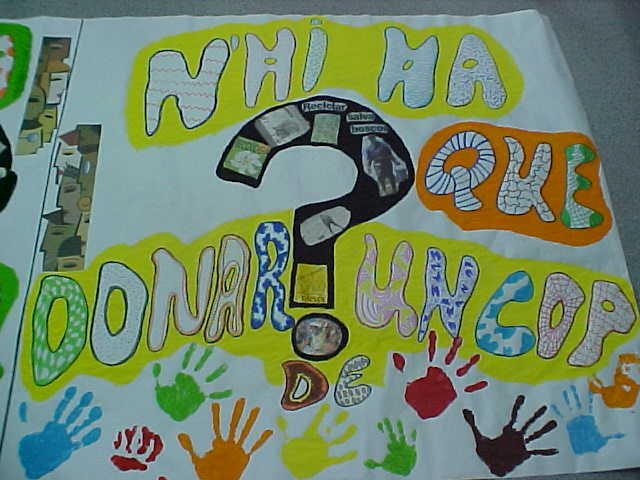 N'HI HA
Reciclar
salva
boscos
QUE
DONAR UN COP
DE